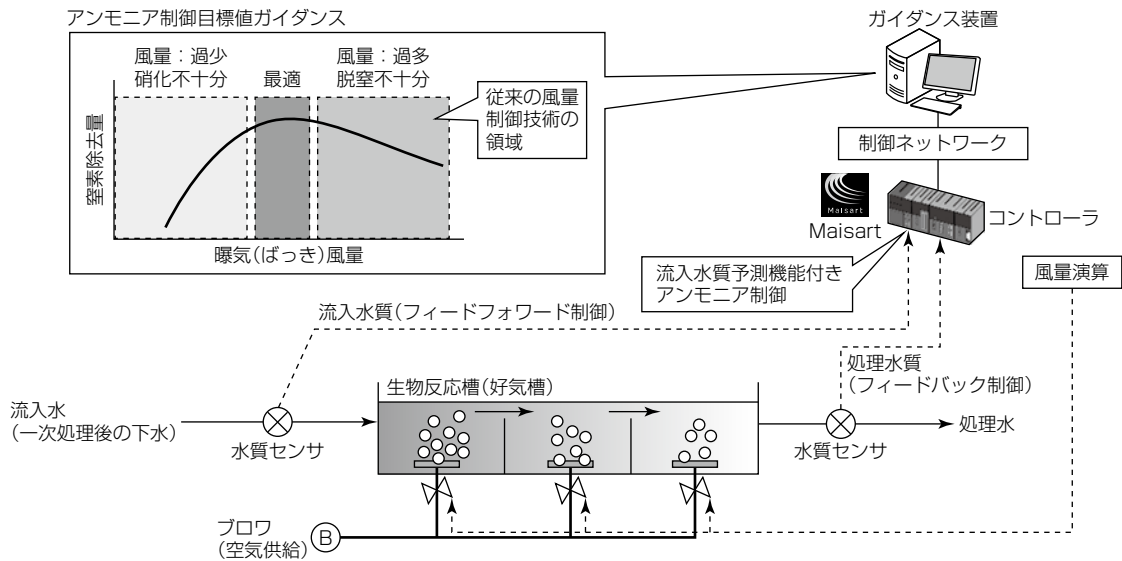 アンモニア制御目標値ガイダンス
風量：過少
硝化不十分
最適
風量：過多
脱窒不十分
従来の風量
制御技術の
領域
窒素除去量
曝気(ばっき)風量
ガイダンス装置
制御ネットワーク
Maisart
Maisart
コントローラ
流入水質予測機能付き
アンモニア制御
風量演算
流入水質(フィードフォワード制御)
処理水質
(フィードバック制御)
生物反応槽(好気槽)
流入水
(一次処理後の下水)
水質センサ
水質センサ
処理水
ブロワ
(空気供給)
B